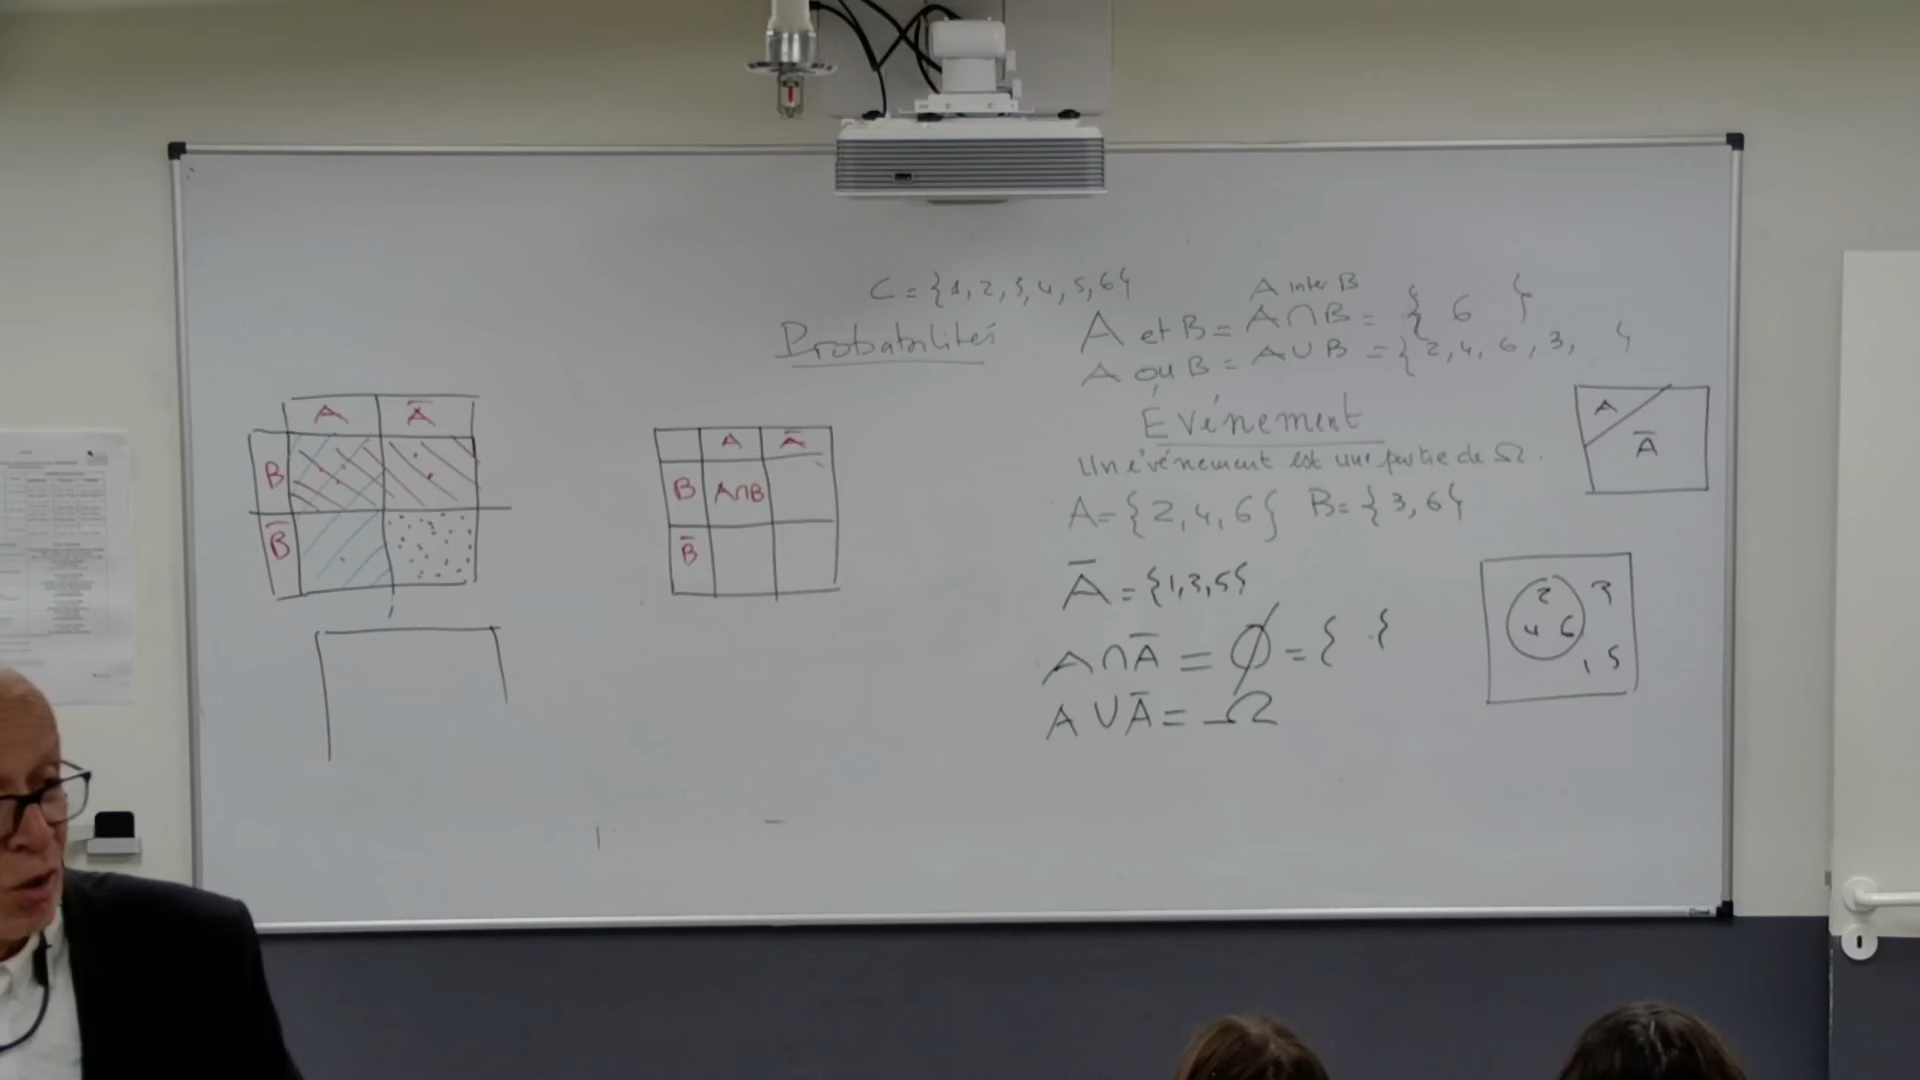 C = {1, 2, 3, 4, 5, 6}
Probabilités
A inter B
A et B = A ∩ B = { 6 }
A ou B = A ∪ B = { 2, 4, 6, 3, }
Événement
Un événement est une partie de Ω.
A = {2, 4, 6} B = {3, 6}
Ā = {1, 3, 5}
A ∩ Ā = ∅ = { }
A ∪ Ā = Ω
A Ā
B
B̄
A Ā
B A∩B
B̄
A
Ā
2 3
4 6
1 5